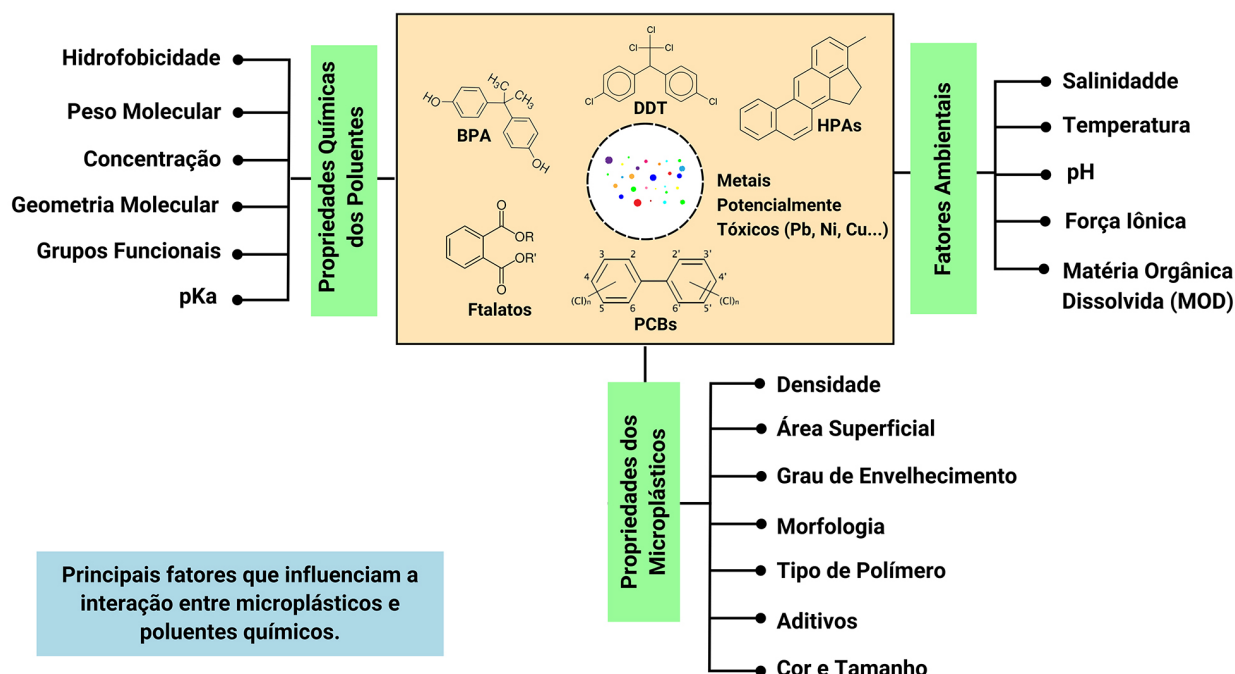 Hidrofobicidade
Peso Molecular
Concentração
Geometria Molecular
Grupos Funcionais
pKa
Propriedades Químicas
dos Poluentes
HO
H₃C
CH₃
OH
BPA
Cl
Cl
Cl
Cl
Cl
DDT
HPAs
Metais
Potencialmente
Tóxicos (Pb, Ni, Cu...)
O
OR
OR'
O
Ftalatos
3
2
2'
3'
4
4'
(Cl)n
(Cl)n
5
6
6'
5'
PCBs
Fatores Ambientais
Salinidadde
Temperatura
pH
Força Iônica
Matéria Orgânica
Dissolvida (MOD)
Propriedades dos
Microplásticos
Densidade
Área Superficial
Grau de Envelhecimento
Morfologia
Tipo de Polímero
Aditivos
Cor e Tamanho
Principais fatores que influenciam a
interação entre microplásticos e
poluentes químicos.